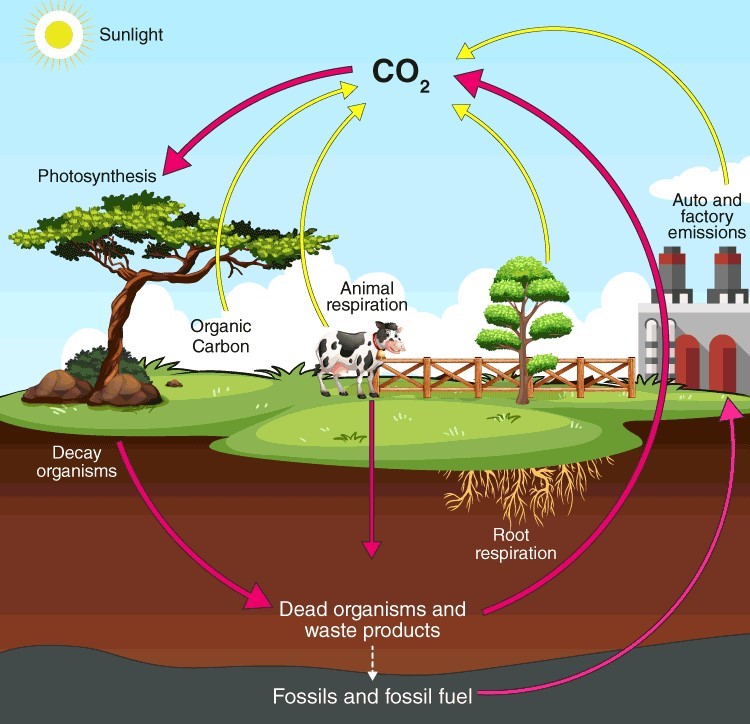 Sunlight
CO2
Photosynthesis
Auto and
factory
emissions
Animal
respiration
Organic
Carbon
Decay
organisms
Root
respiration
Dead organisms and
waste products
Fossils and fossil fuel